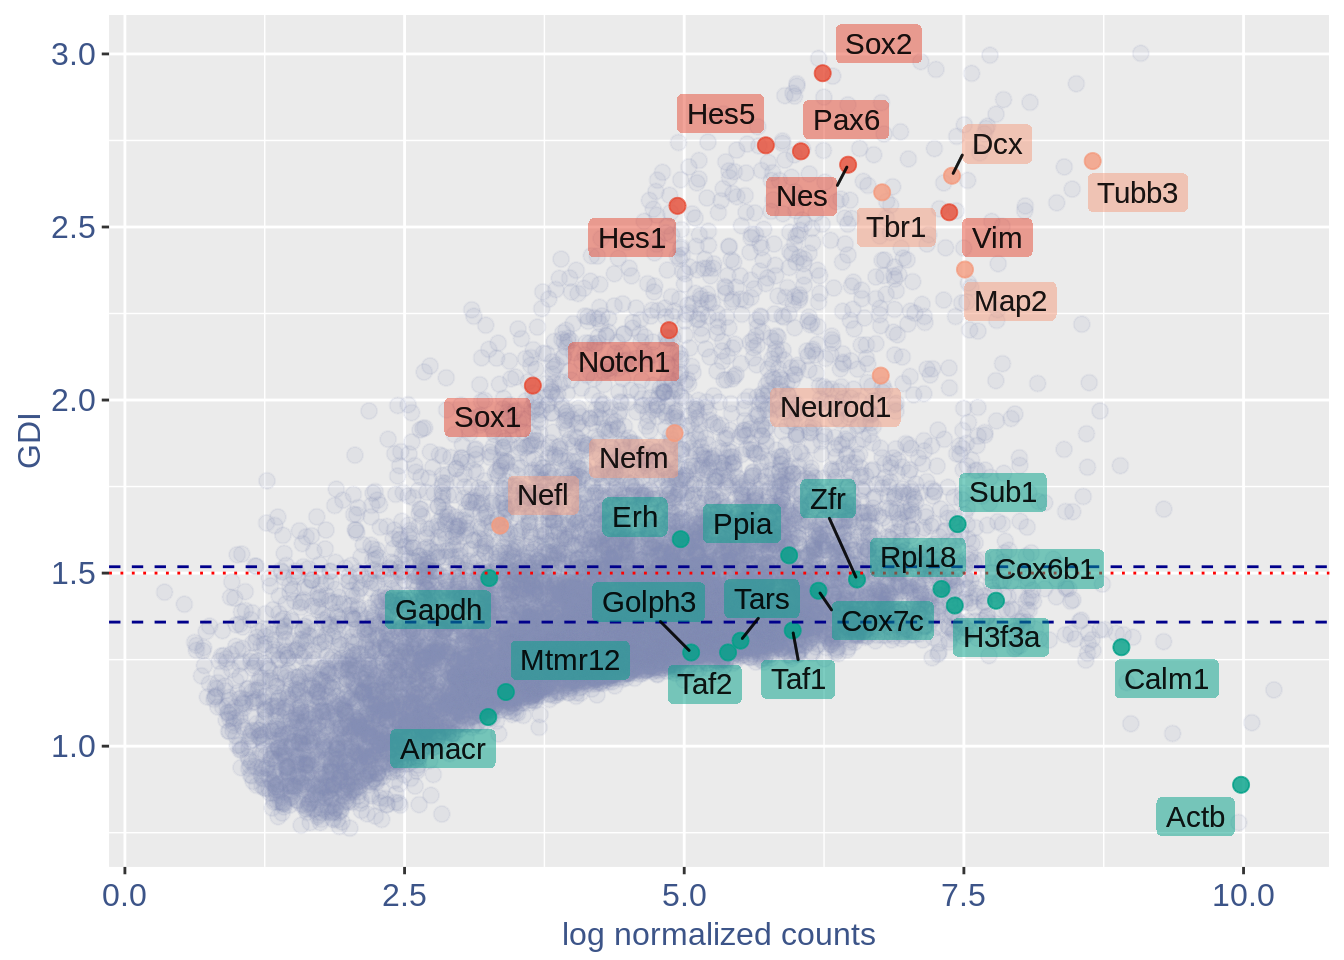 3.0
2.5
2.0
1.5
1.0
GDI
Sox2
Hes5
Pax6
Dcx
Nes
Tubb3
Tbr1
Hes1
Vim
Map2
Notch1
Sox1
Neurod1
Nefm
Nefl
Zfr
Sub1
Erh
Ppia
Rpl18
Cox6b1
Gapdh
Golph3
Tars
Cox7c
H3f3a
Mtmr12
Taf2
Taf1
Calm1
Amacr
Actb
0.0
2.5
5.0
7.5
10.0
log normalized counts